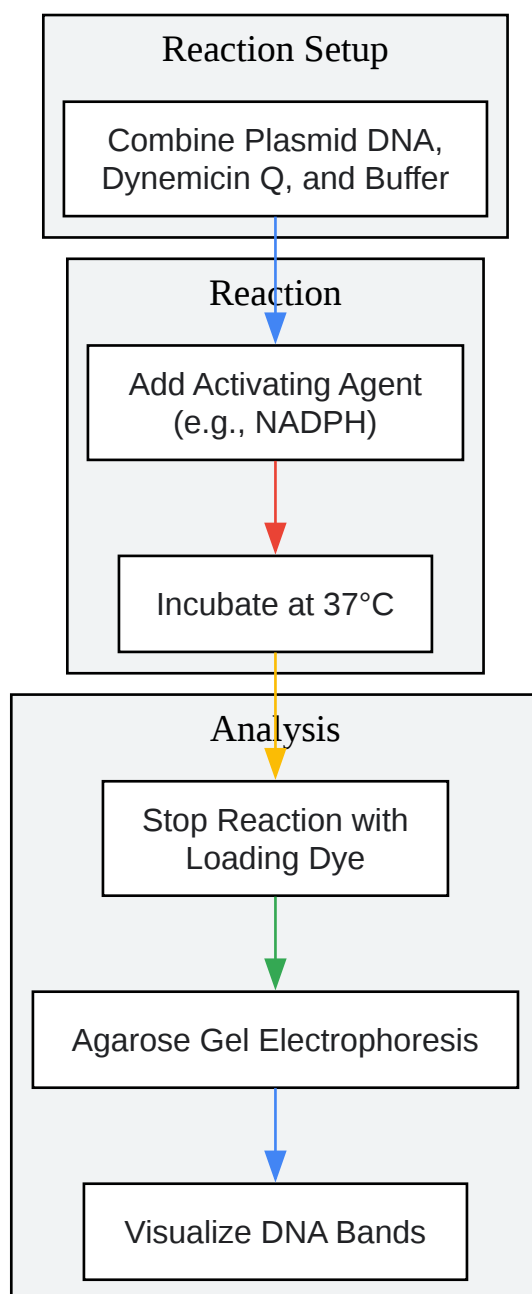 Reaction Setup
Combine Plasmid DNA,
Dynemicin Q, and Buffer
Reaction
Add Activating Agent
(e.g., NADPH)
Incubate at 37°C
Analysis
Stop Reaction with
Loading Dye
Agarose Gel Electrophoresis
Visualize DNA Bands